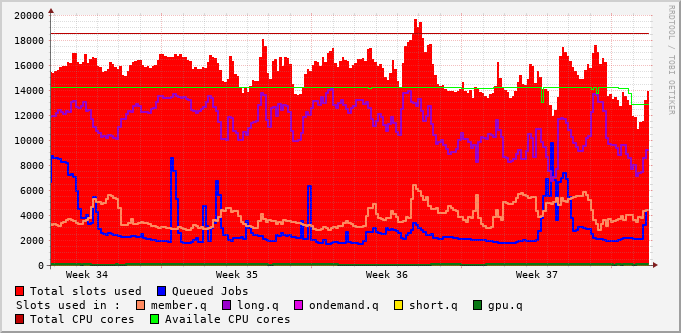 20000
18000
16000
14000
12000
10000
8000
6000
4000
2000
0
Week 34 Week 35 Week 36 Week 37
RRDTOOL / TOBI OETIKER
Total slots used Queued Jobs
Slots used in : member.q long.q ondemand.q short.q gpu.q
Total CPU cores Availale CPU cores